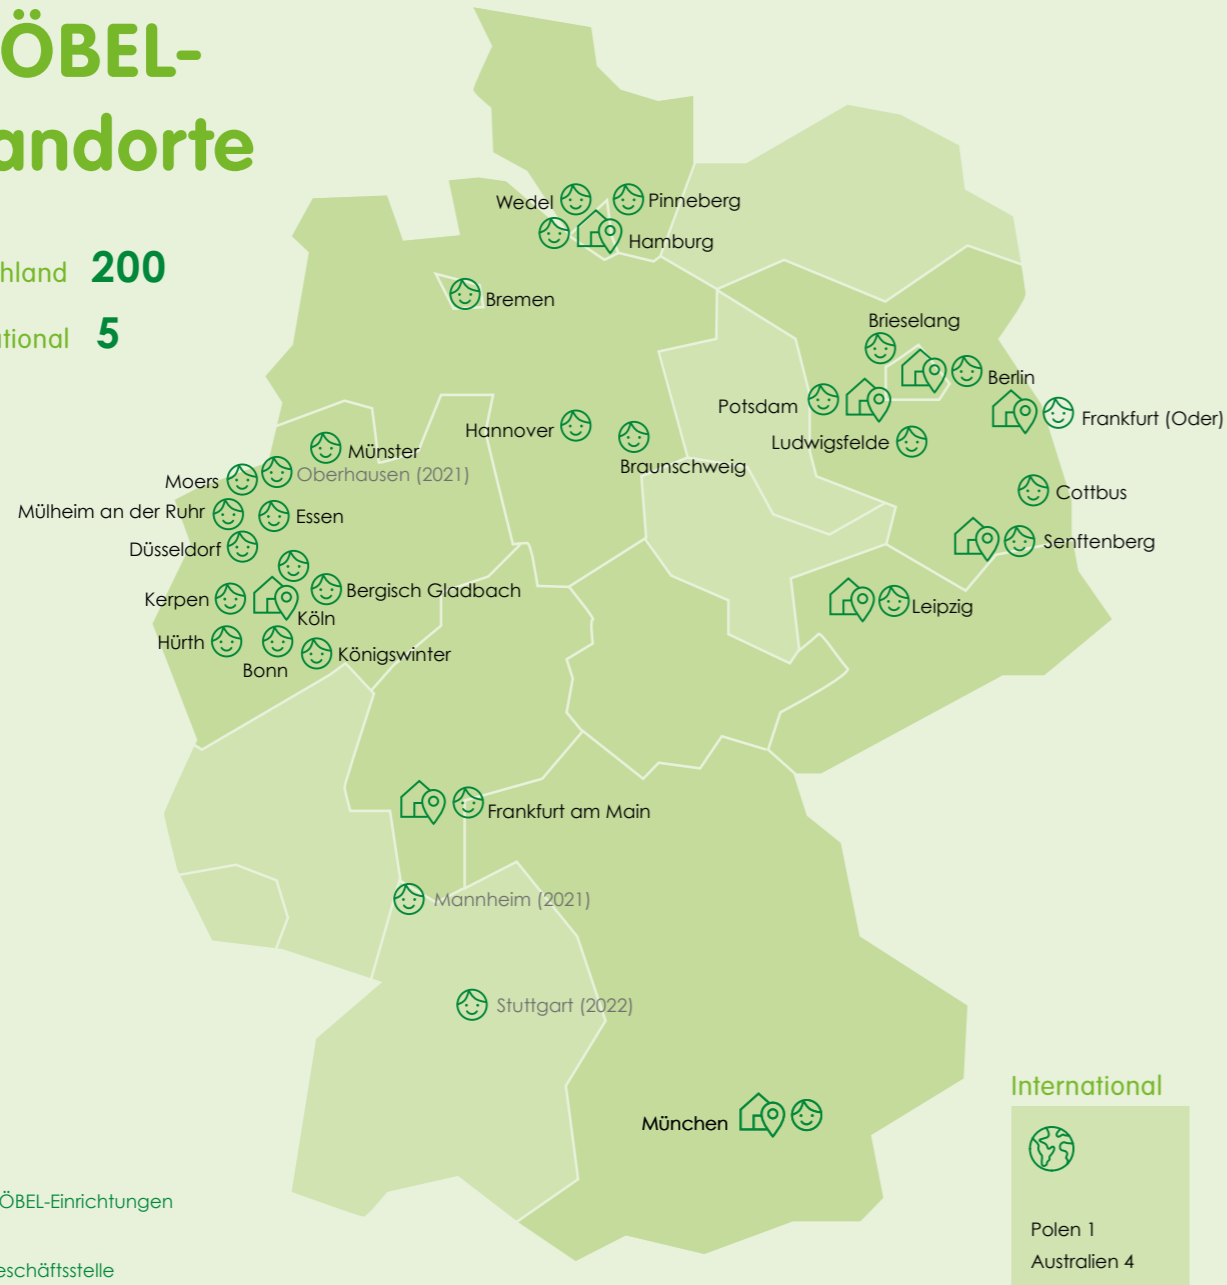 ÖBEL-
andorte
hland 200
ational 5
Wedel
Pinneberg
Hamburg
Bremen
Brieselang
Berlin
Potsdam
Frankfurt (Oder)
Hannover
Ludwigsfelde
Braunschweig
Münster
Oberhausen (2021)
Moers
Cottbus
Mülheim an der Ruhr
Essen
Düsseldorf
Senftenberg
Bergisch Gladbach
Kerpen
Köln
Leipzig
Hürth
Königswinter
Bonn
Frankfurt am Main
Mannheim (2021)
Stuttgart (2022)
München
International
Polen 1
Australien 4
ÖBEL-Einrichtungen
eschäftsstelle